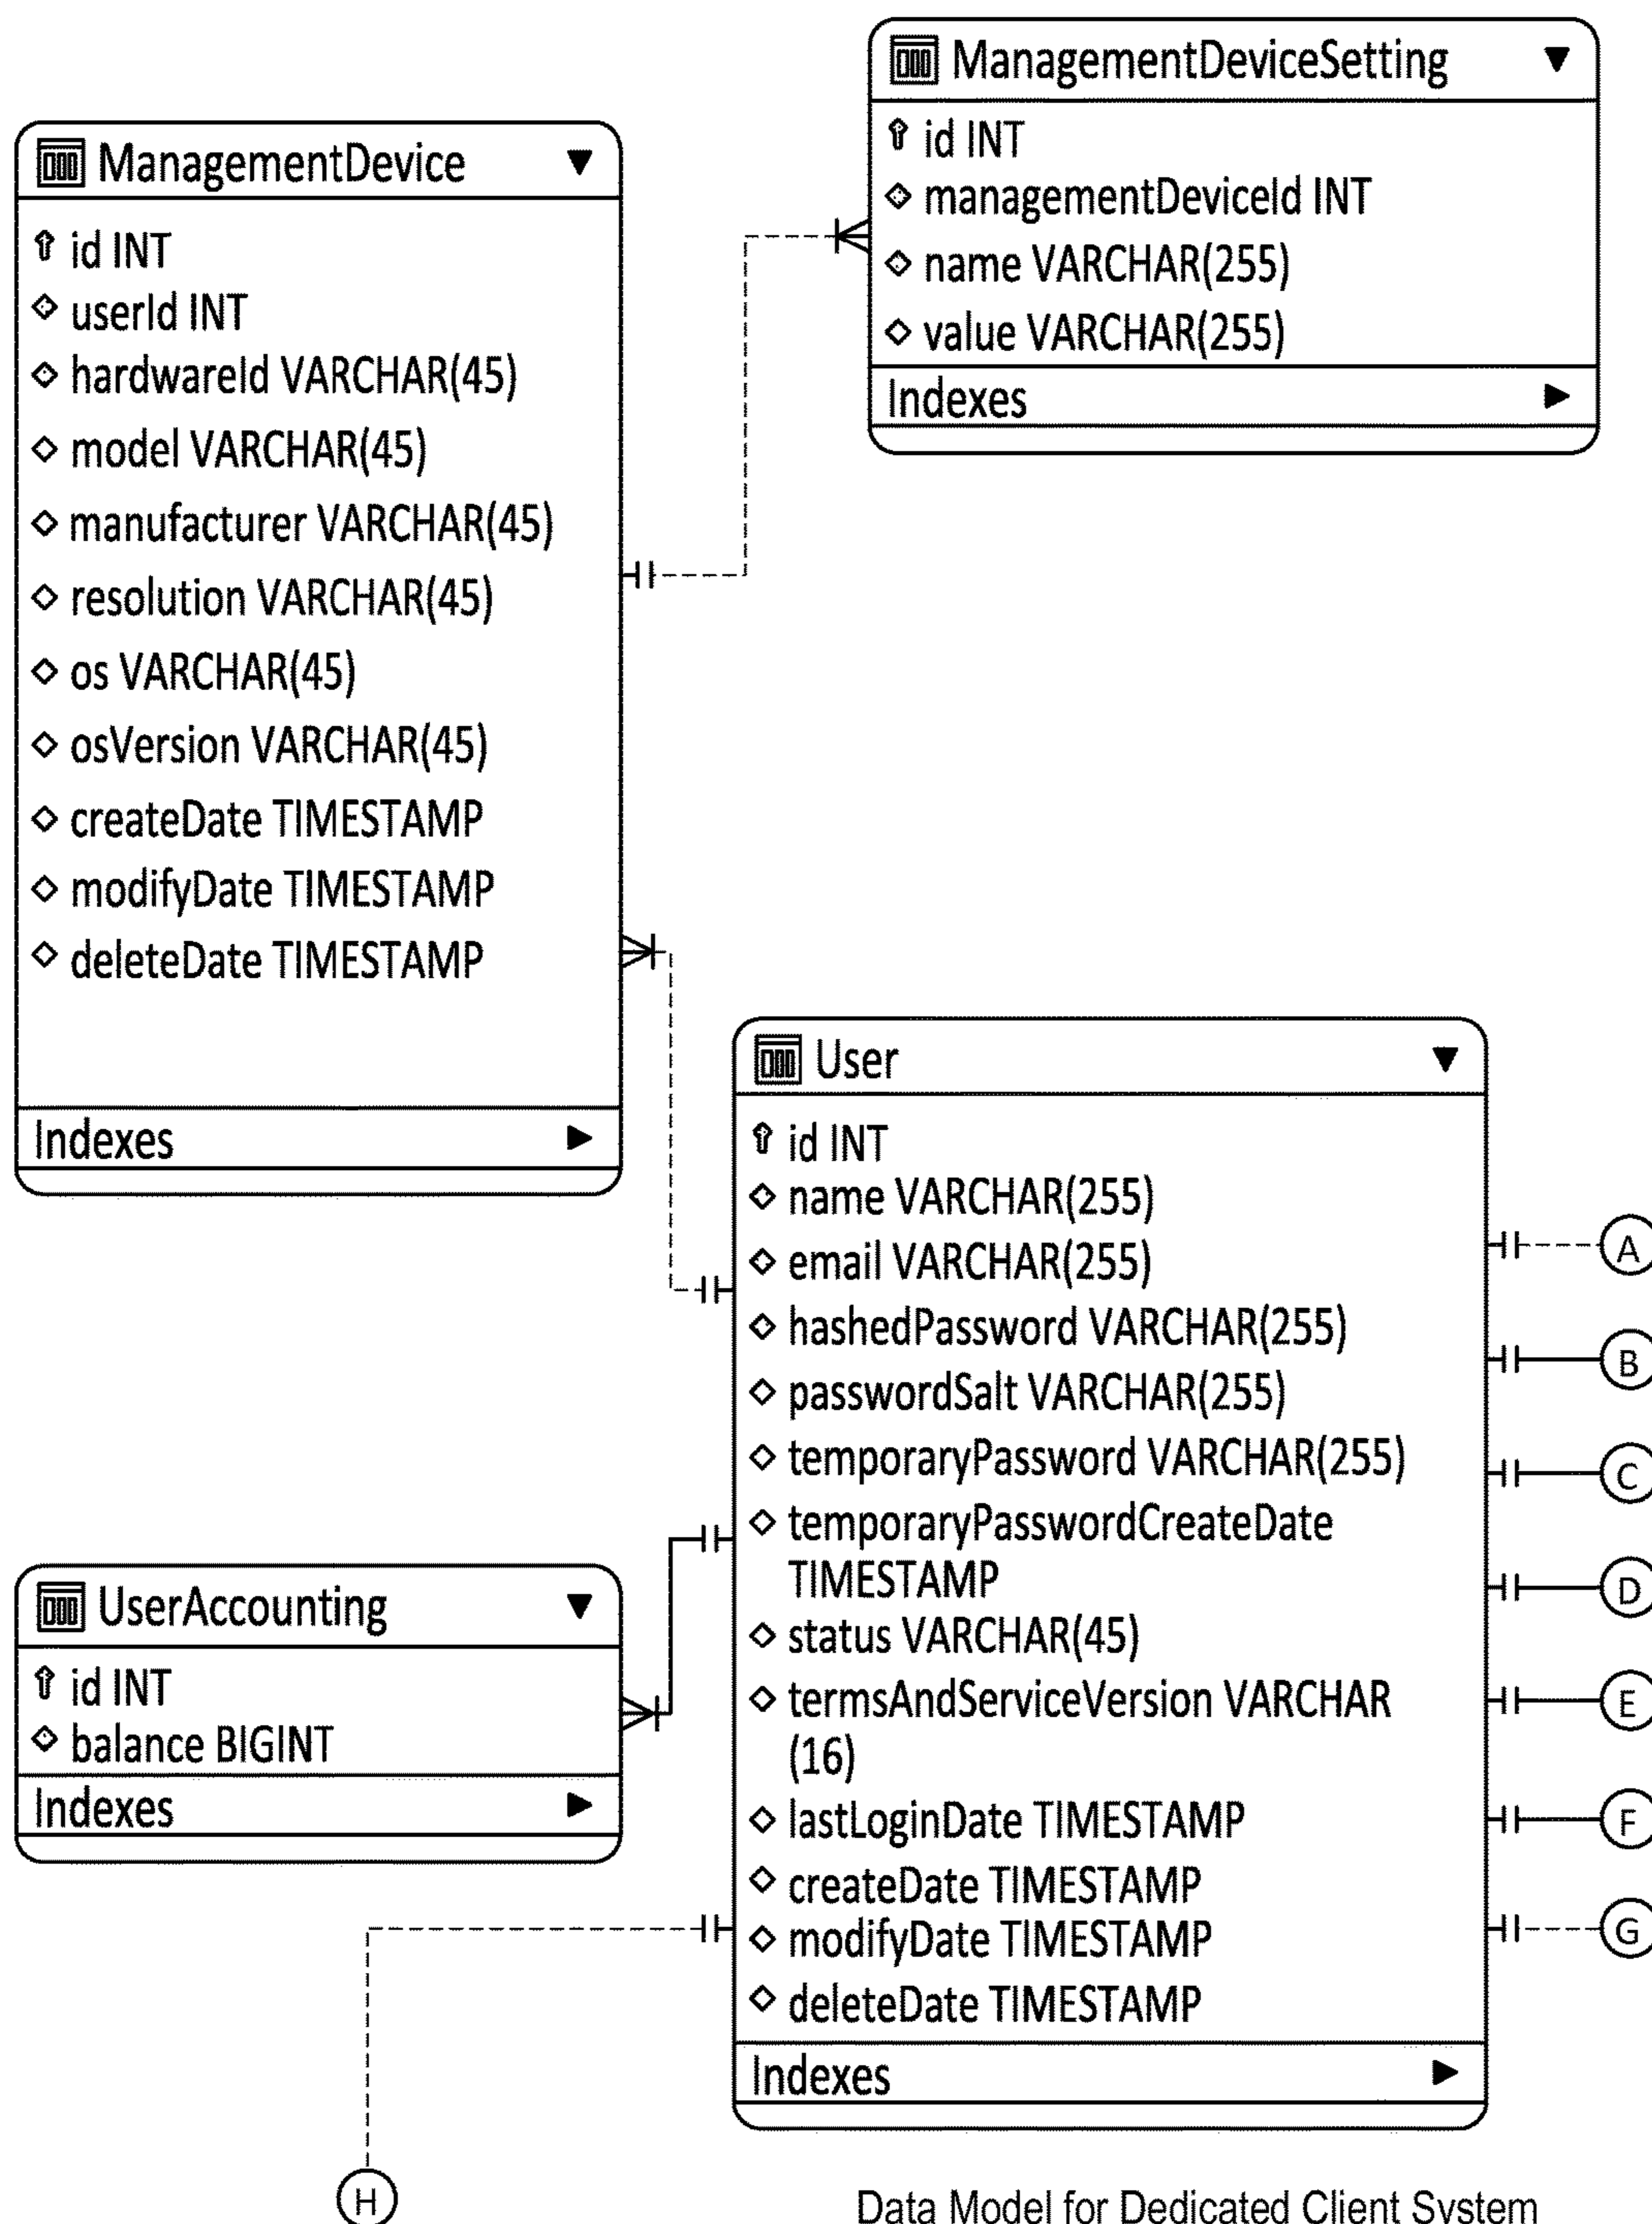 ManagementDeviceSetting
id INT
managementDeviceId INT
name VARCHAR(255)
value VARCHAR(255)
Indexes
ManagementDevice
id INT
userId INT
hardwareId VARCHAR(45)
model VARCHAR(45)
manufacturer VARCHAR(45)
resolution VARCHAR(45)
os VARCHAR(45)
osVersion VARCHAR(45)
createDate TIMESTAMP
modifyDate TIMESTAMP
deleteDate TIMESTAMP
Indexes
User
id INT
name VARCHAR(255)
email VARCHAR(255)
hashedPassword VARCHAR(255)
passwordSalt VARCHAR(255)
temporaryPassword VARCHAR(255)
temporaryPasswordCreateDate
TIMESTAMP
status VARCHAR(45)
termsAndServiceVersion VARCHAR
(16)
lastLoginDate TIMESTAMP
createDate TIMESTAMP
modifyDate TIMESTAMP
deleteDate TIMESTAMP
Indexes
A
B
C
D
E
F
G
UserAccounting
id INT
balance BIGINT
Indexes
H
Data Model for Dedicated Client System